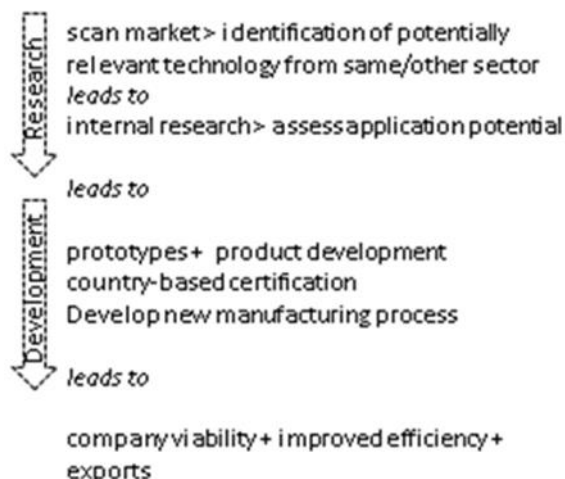 Research
scan market> identification of potentially
relevant technology from same/other sector
leads to
internal research> assess application potential
leads to
Development
prototypes+ product development
country-based certification
Develop new manufacturing process
leads to
company viability+ improved efficiency+
exports